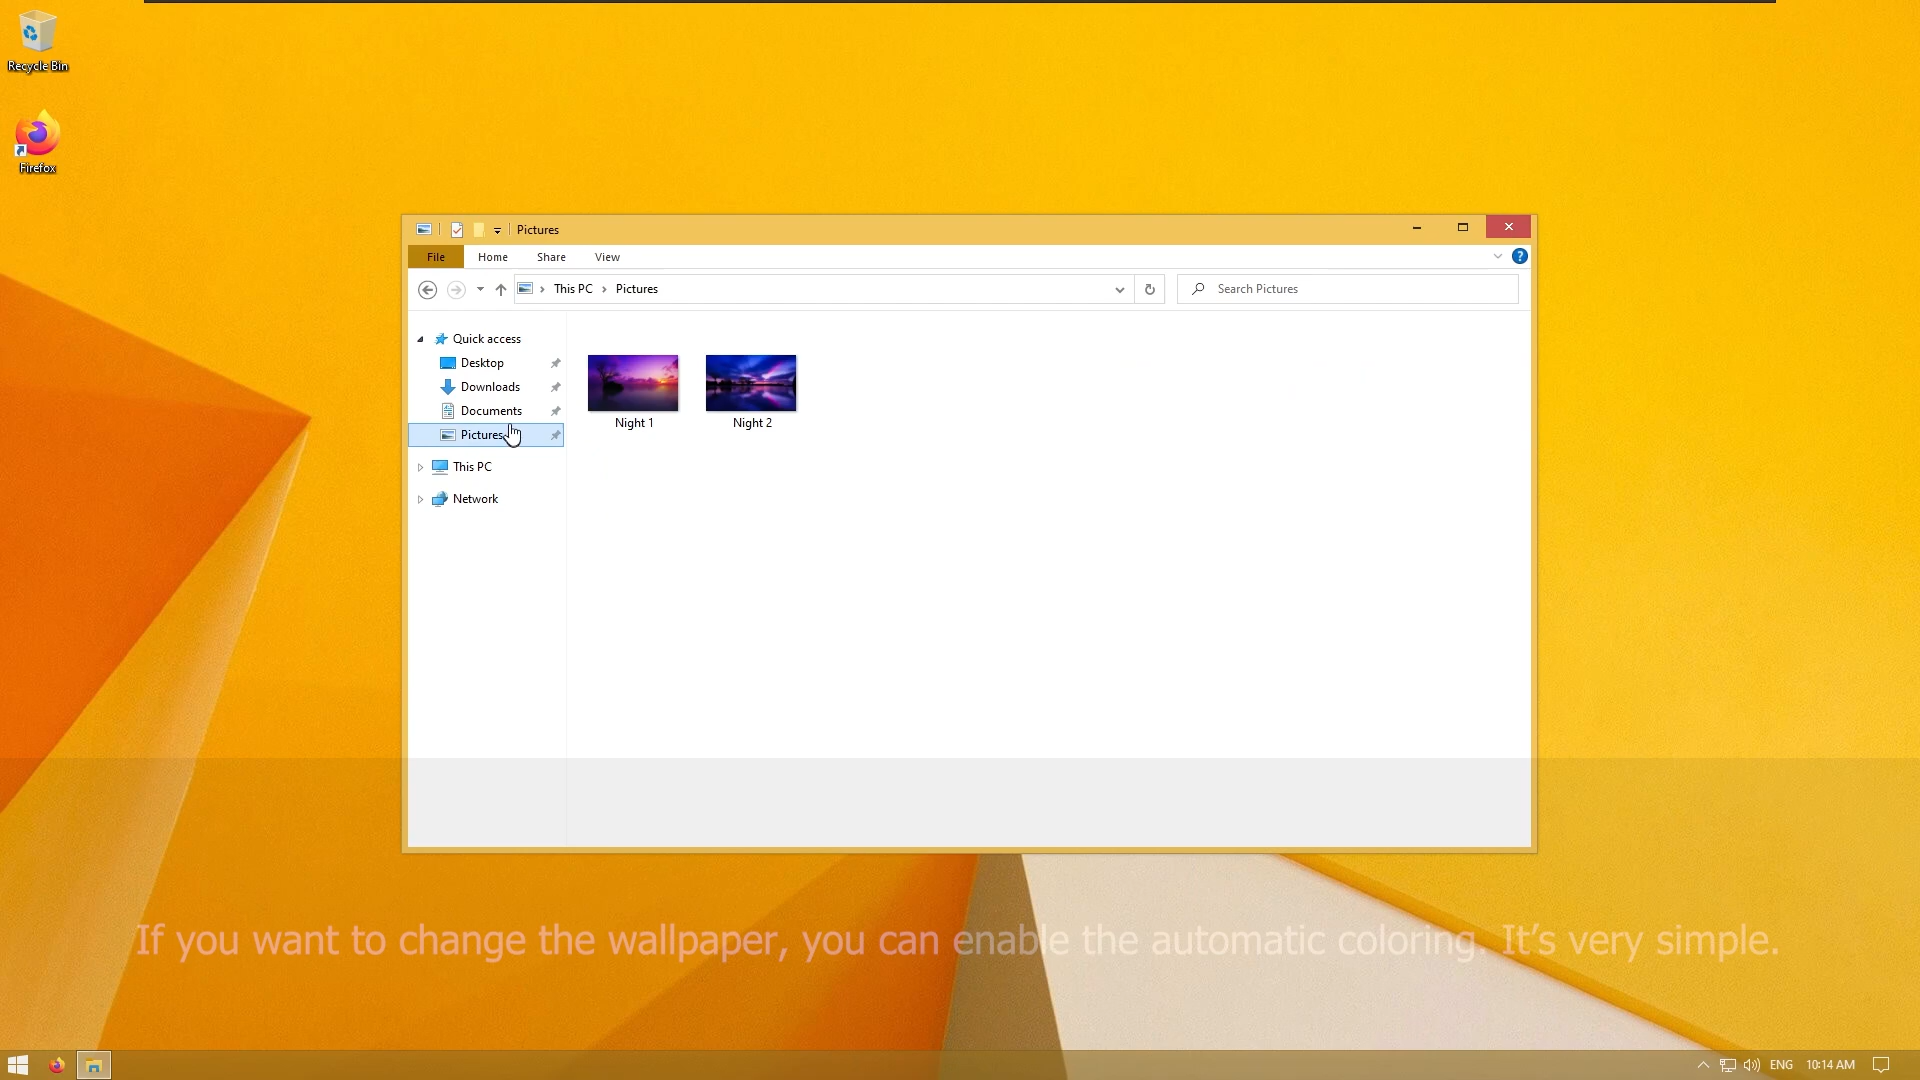 Recycle Bin
Firefox
Pictures
File Home Share View
This PC Pictures
Search Pictures
Quick access
Desktop
Downloads
Documents
Pictures
This PC
Network
Night 1 Night 2
If you want to change the wallpaper, you can enable the automatic coloring. It’s very simple.
ENG 10:14 AM